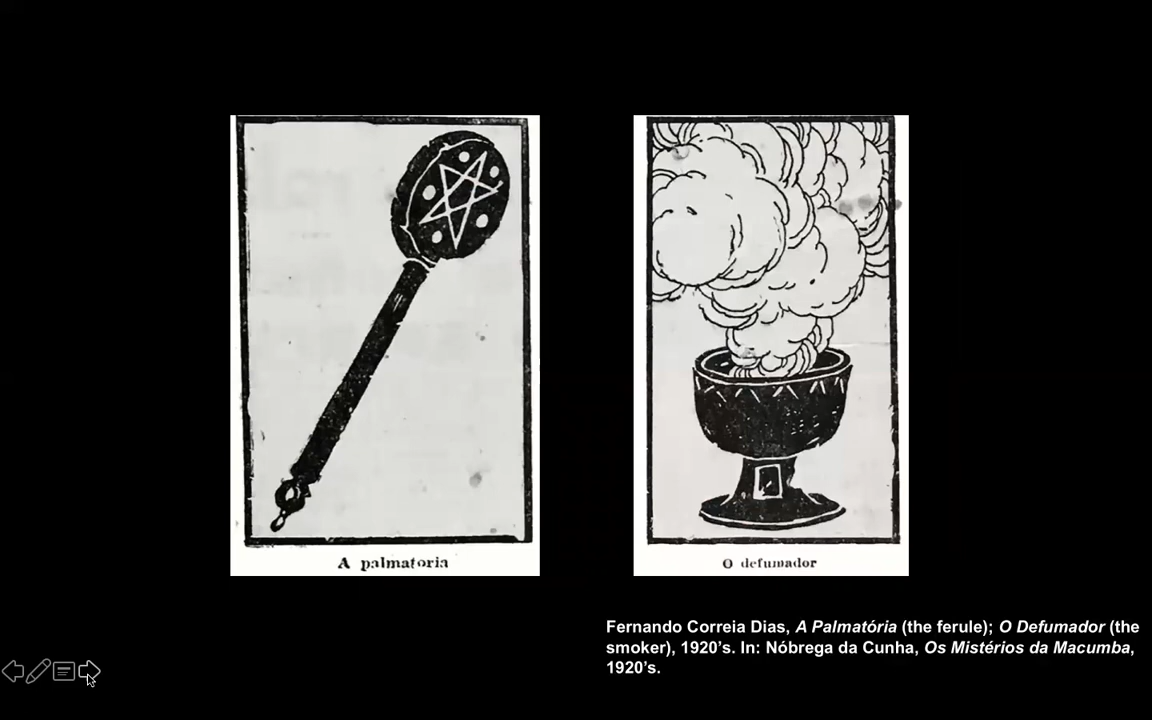 A palmatoria
O defumador
Fernando Correia Dias, A Palmatória (the ferule); O Defumador (the
smoker), 1920’s. In: Nóbrega da Cunha, Os Mistérios da Macumba,
1920’s.